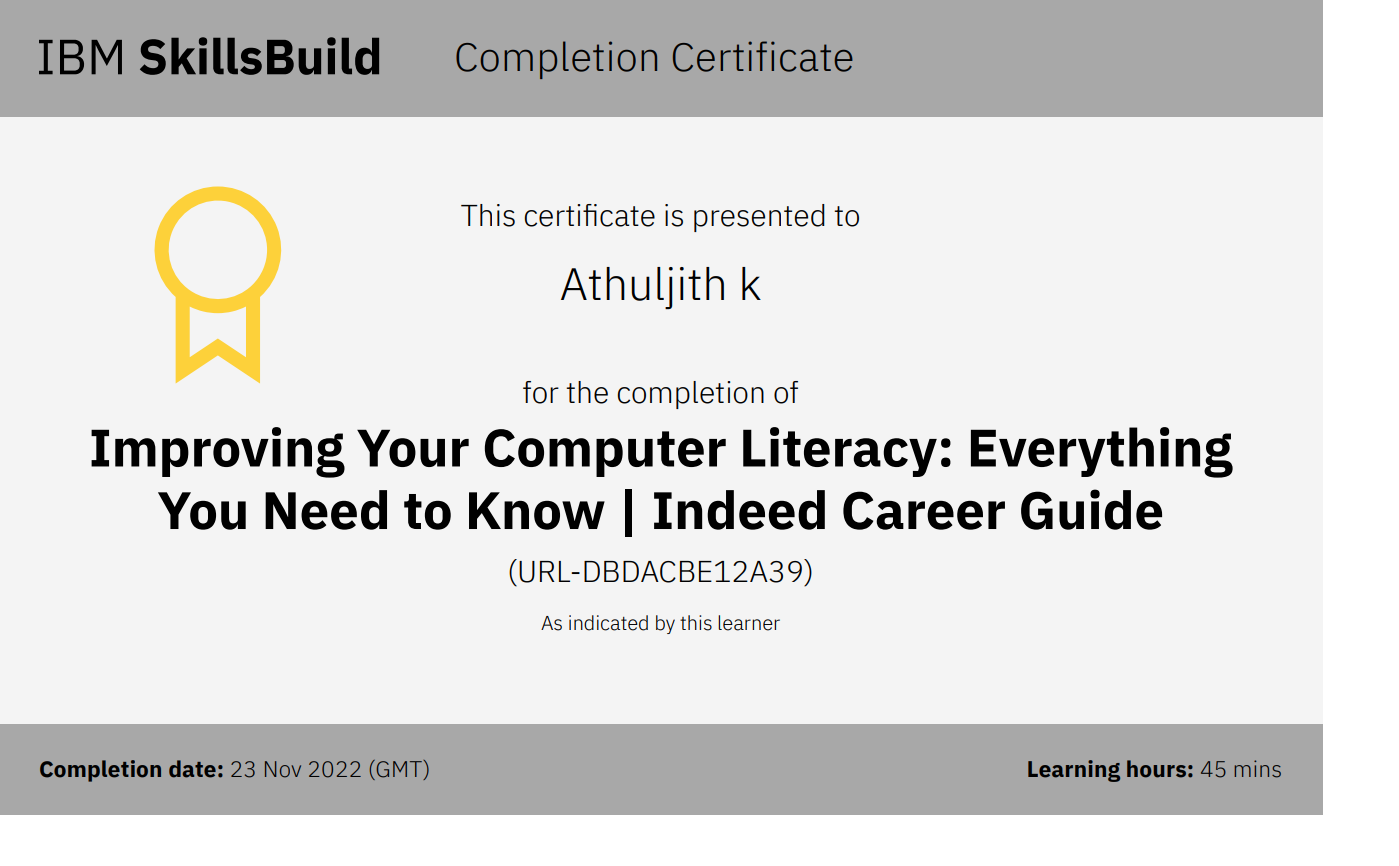 IBM SkillsBuild Completion Certificate
This certificate is presented to
Athuljith k
for the completion of
Improving Your Computer Literacy: Everything
You Need to Know | Indeed Career Guide
(URL-DBDACBE12A39)
As indicated by this learner
Completion date: 23 Nov 2022 (GMT)
Learning hours: 45 mins